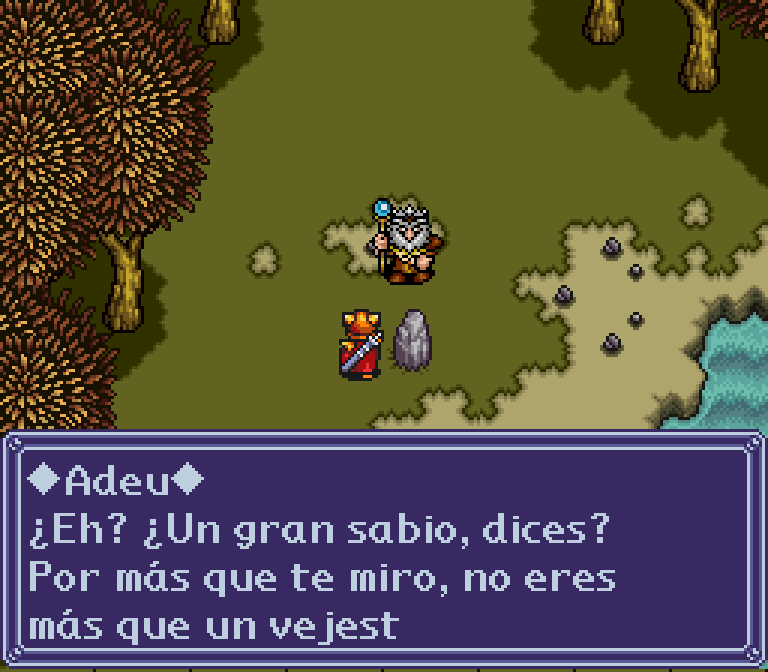 ◆Adeu◆
¿Eh? ¿Un gran sabio, dices?
Por más que te miro, no eres
más que un vejest